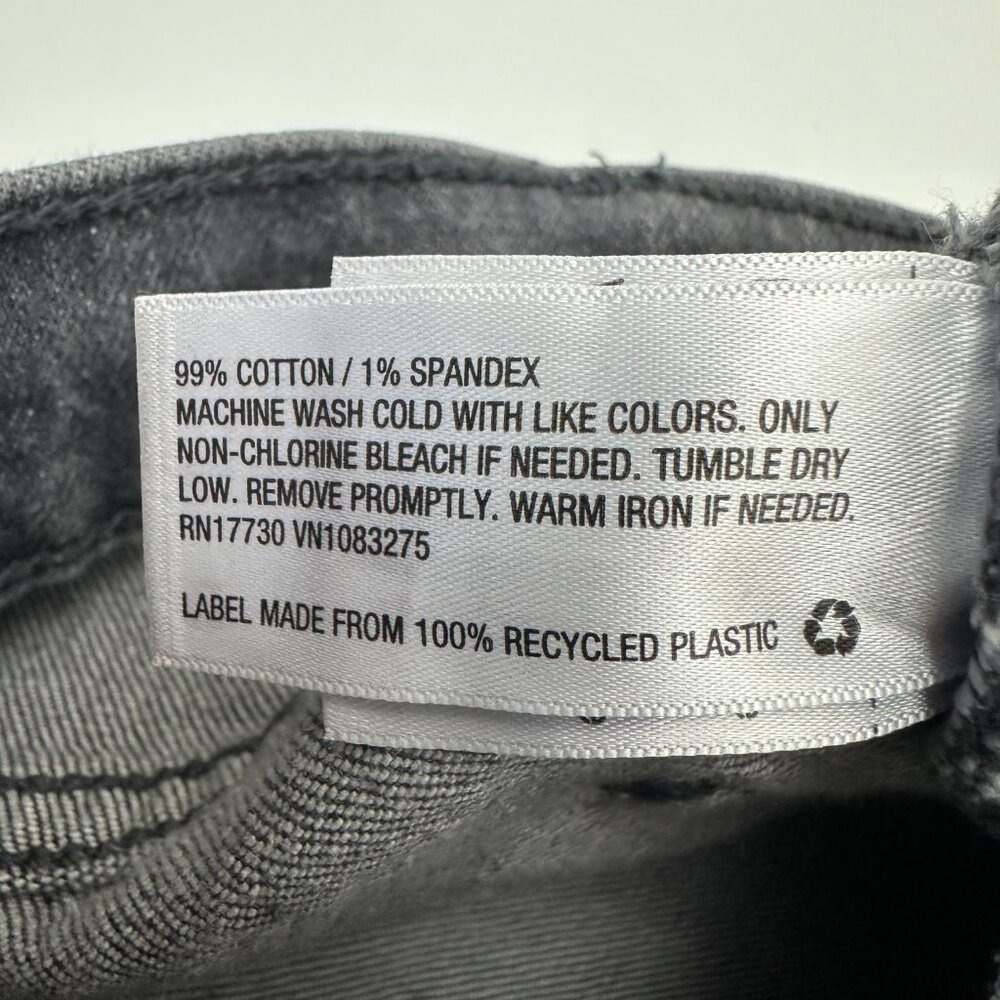 99% COTTON / 1% SPANDEX
MACHINE WASH COLD WITH LIKE COLORS. ONLY
NON-CHLORINE BLEACH IF NEEDED. TUMBLE DRY
LOW. REMOVE PROMPTLY. WARM IRON IF NEEDED.
RN17730 VN1083275
LABEL MADE FROM 100% RECYCLED PLASTIC